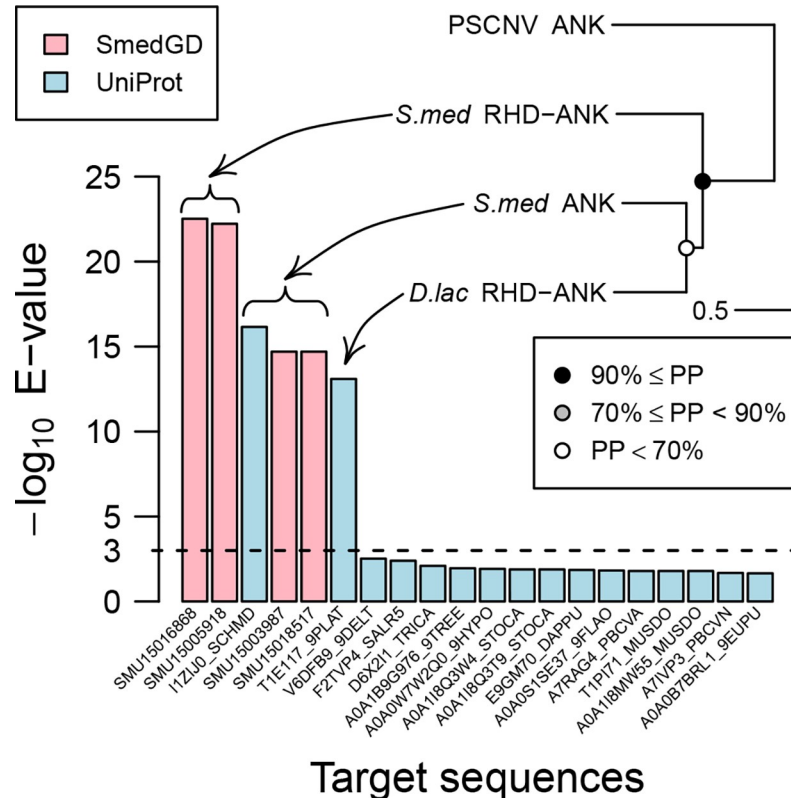 SmedGD
UniProt
PSCNV ANK
S.med RHD−ANK
S.med ANK
D.lac RHD−ANK
0.5
90% ≤ PP
70% ≤ PP < 90%
PP < 70%
−log10 E−value
25
20
15
10
5
3
0
SMU15016868
SMU15005918
I1ZIJ0_SCHMD
SMU15003987
SMU15018517
T1E117_9PLAT
V6DFB9_9DELT
F2TVP4_SALR5
D6X2I1_TRICA
A0A1B9G976_9TREE
A0A0W7W2Q0_9HYPO
A0A1I8Q3W4_STOCA
A0A1I8Q3T9_STOCA
E9GM70_DAPPU
A0A0S1SE37_9FLAO
A7RAG4_PBCVA
T1PI71_MUSDO
A0A1I8MW55_MUSDO
A7IVP3_PBCVN
A0A0B7BRL1_9EUPU
Target sequences